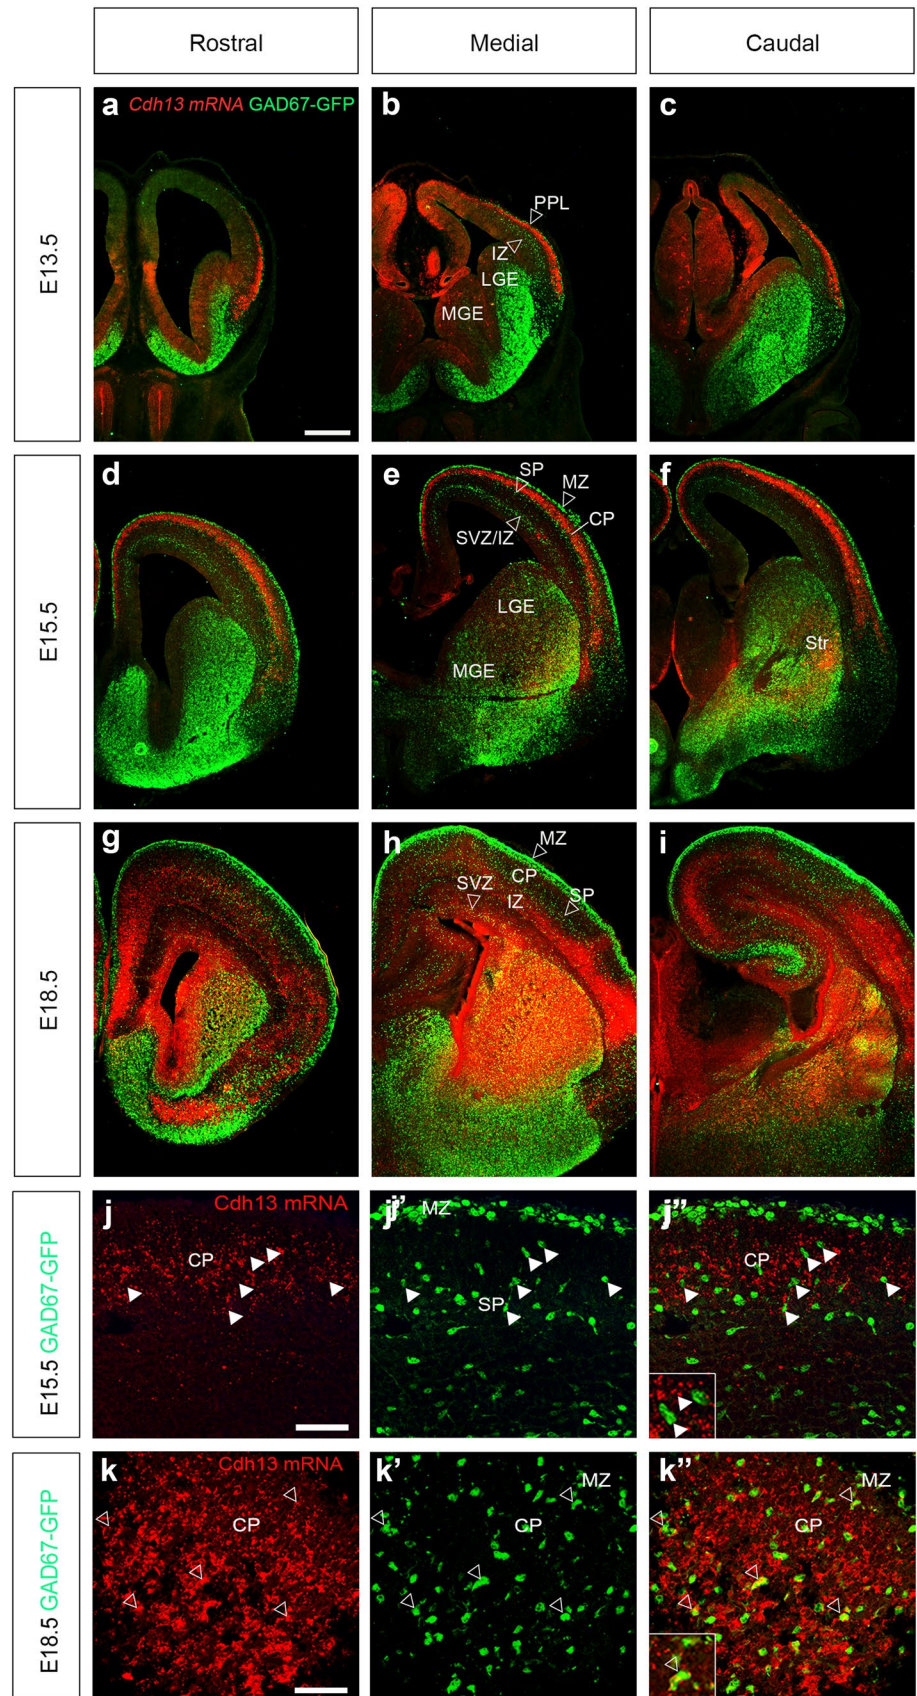 Rostral
Medial
Caudal
E13.5
a Cdh13 mRNA GAD67-GFP
b
PPL
IZ
LGE
MGE
c
E15.5
d
e
SP
MZ
CP
SVZ/IZ
LGE
MGE
f
Str
E18.5
g
h
MZ
CP
SVZ
SP
IZ
i
E15.5 GAD67-GFP
j Cdh13 mRNA
CP
j' MZ
SP
j''
CP
E18.5 GAD67-GFP
k Cdh13 mRNA
CP
k' MZ
CP
k'' MZ
CP